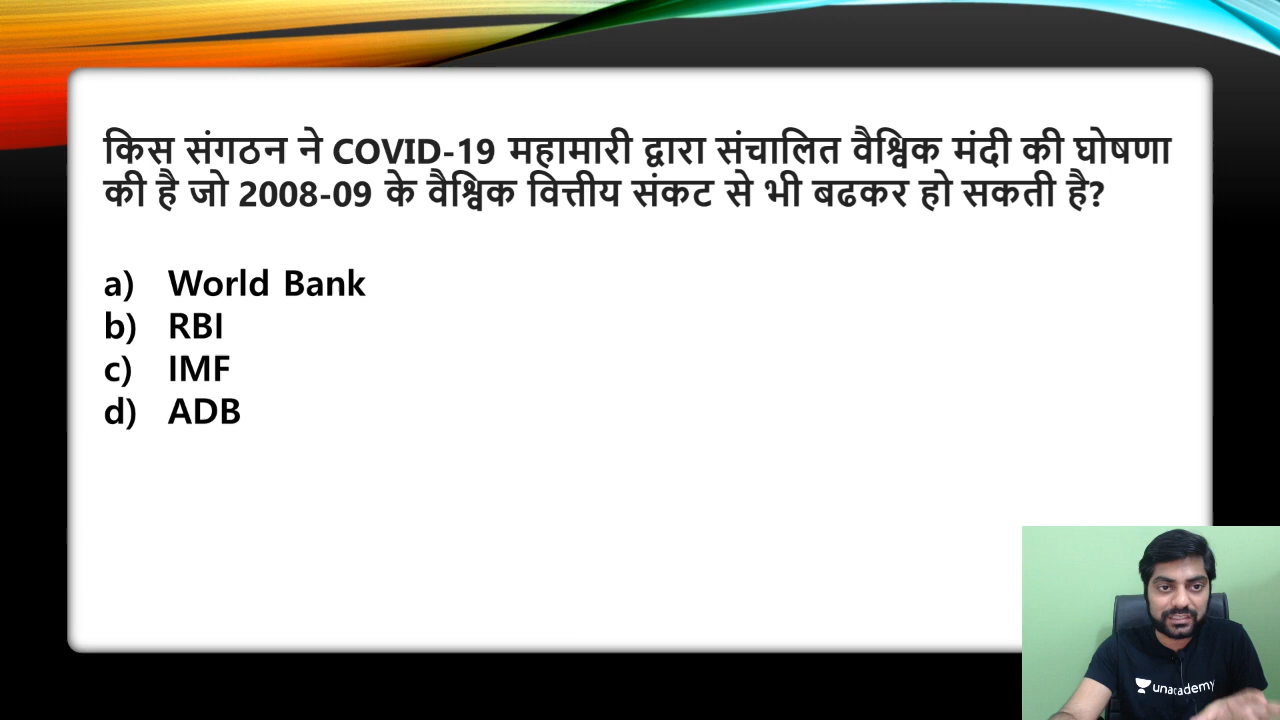 किस संगठन ने COVID-19 महामारी द्वारा संचालित वैश्विक मंदी की घोषणा
की है जो 2008-09 के वैश्विक वित्तीय संकट से भी बढकर हो सकती है?
a) World Bank
b) RBI
c) IMF
d) ADB
unacademy